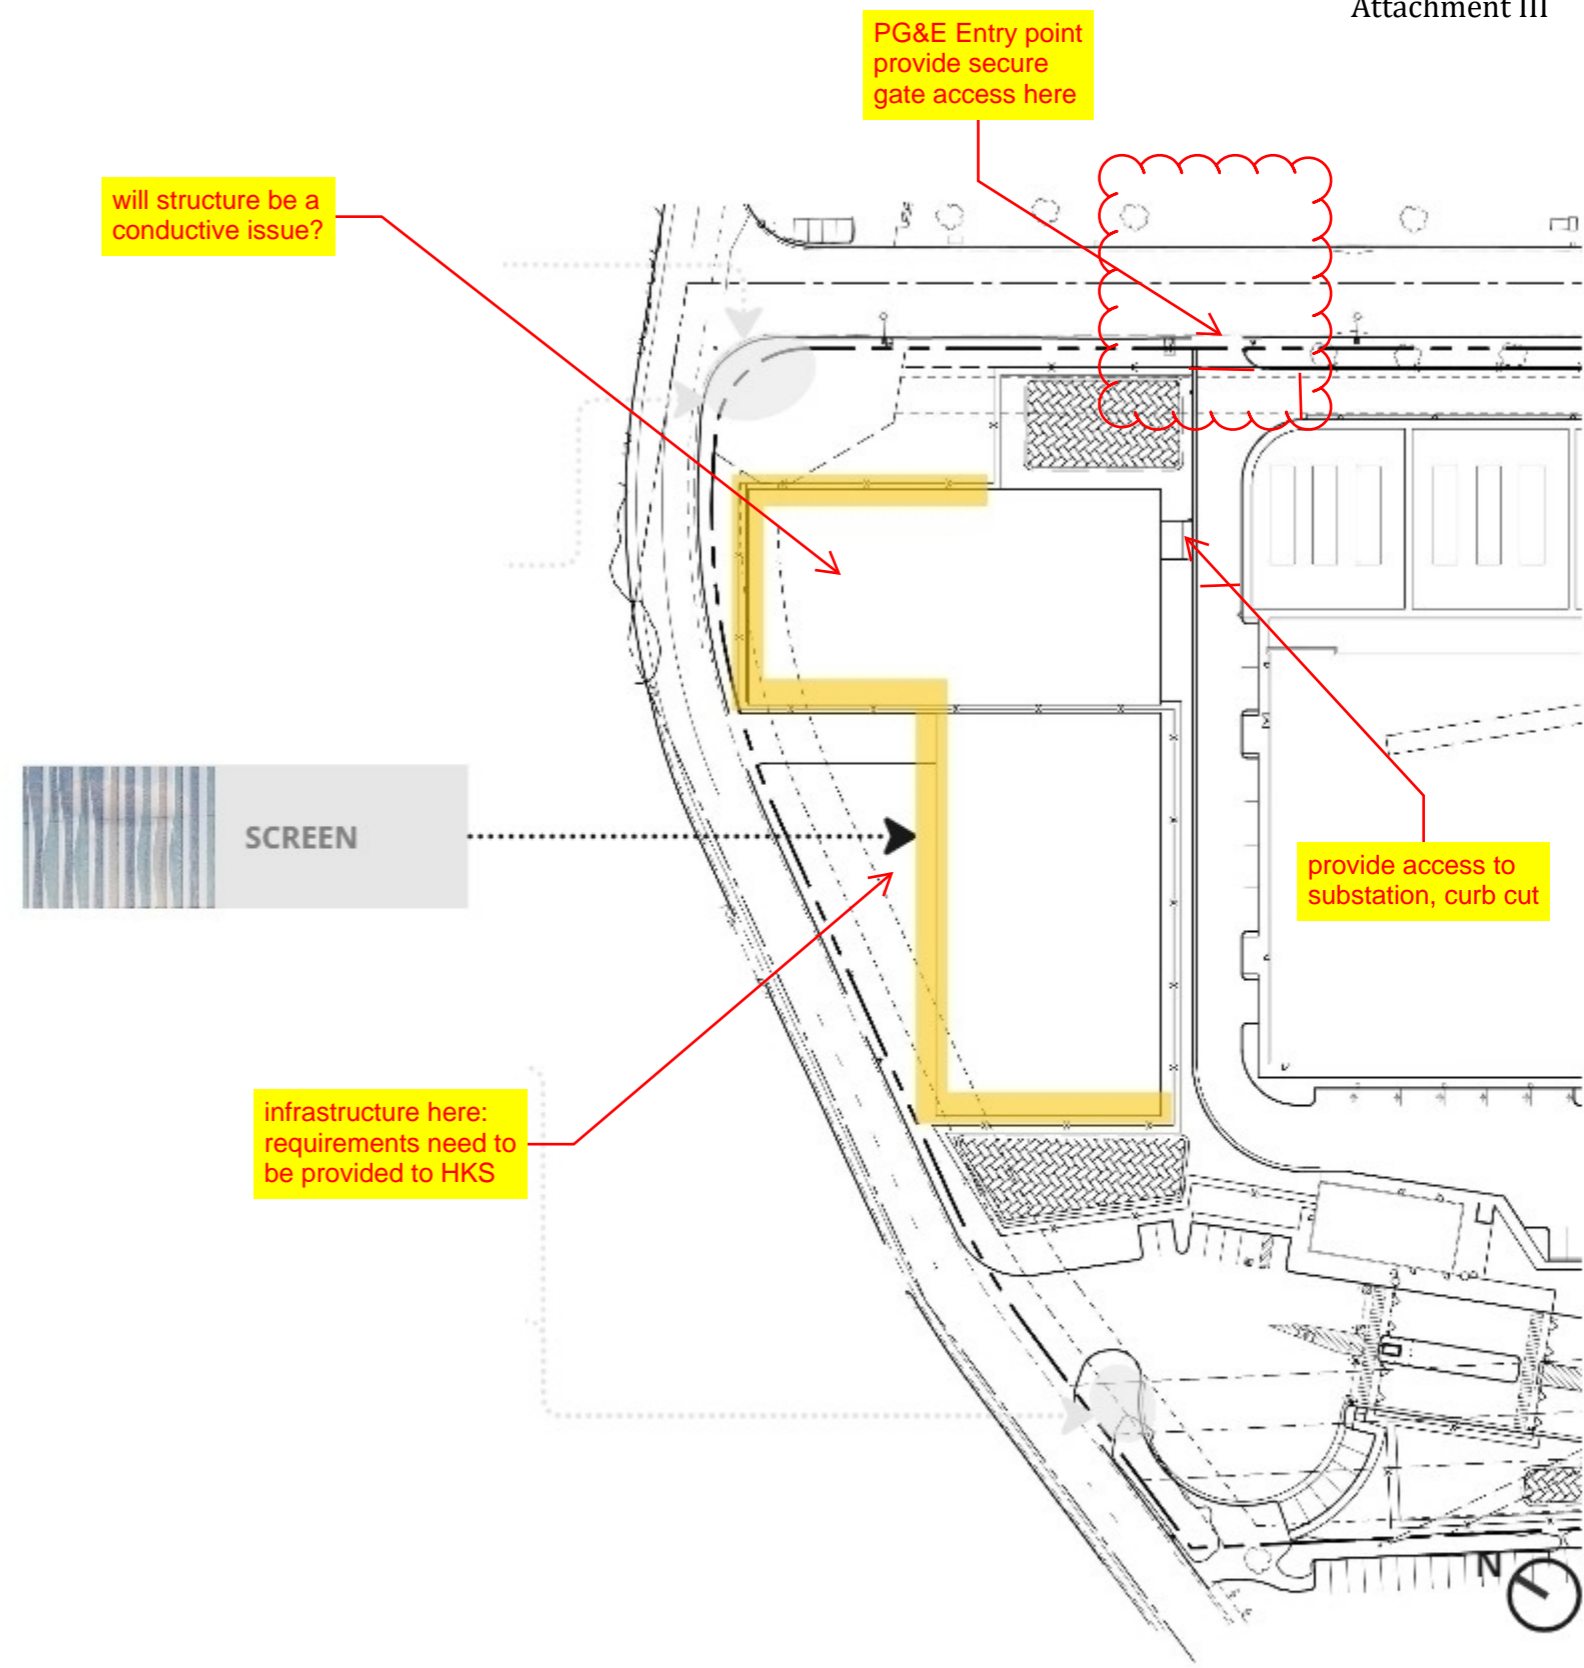 Attachment III
PG&E Entry point
provide secure
gate access here
will structure be a
conductive issue?
SCREEN
provide access to
substation, curb cut
infrastructure here:
requirements need to
be provided to HKS
N